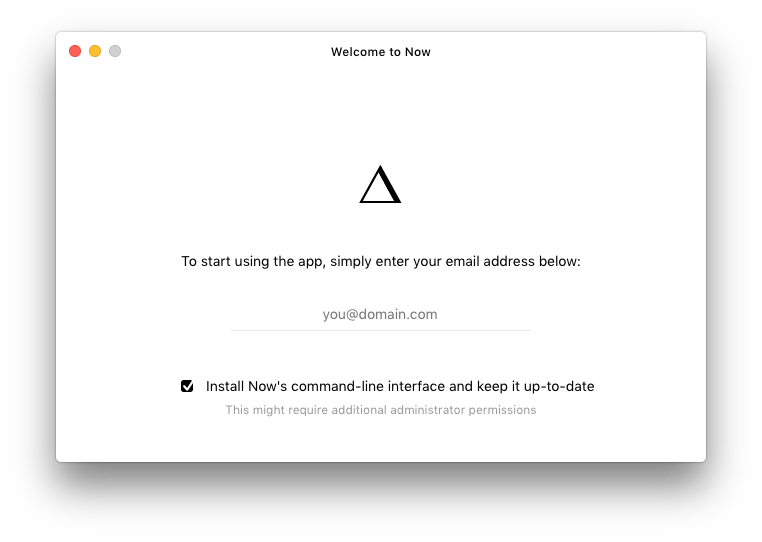 Welcome to Now
To start using the app, simply enter your email address below:
you@domain.com
Install Now's command-line interface and keep it up-to-date
This might require additional administrator permissions